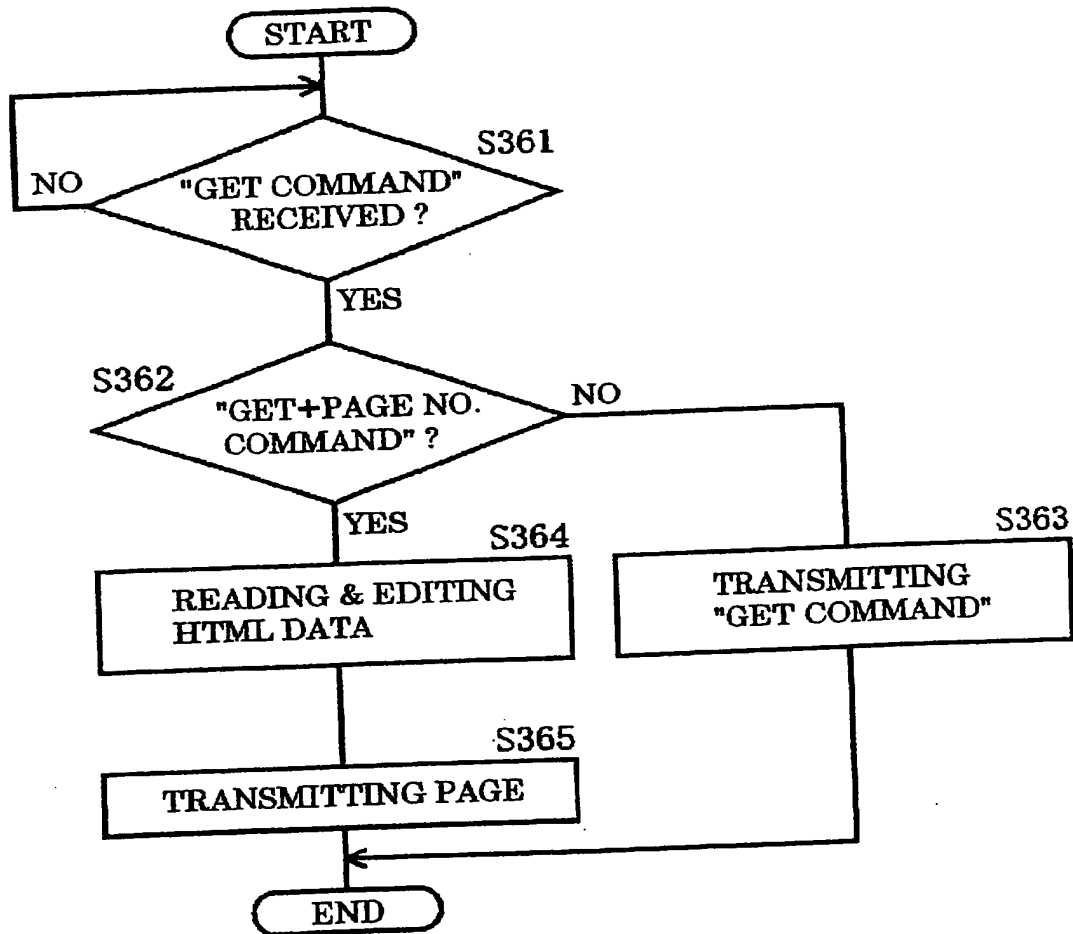 START
S361
NO
"GET COMMAND"
RECEIVED ?
YES
S362
NO
"GET+PAGE NO.
COMMAND" ?
YES
S364
S363
READING & EDITING
HTML DATA
TRANSMITTING
"GET COMMAND"
S365
TRANSMITTING PAGE
END